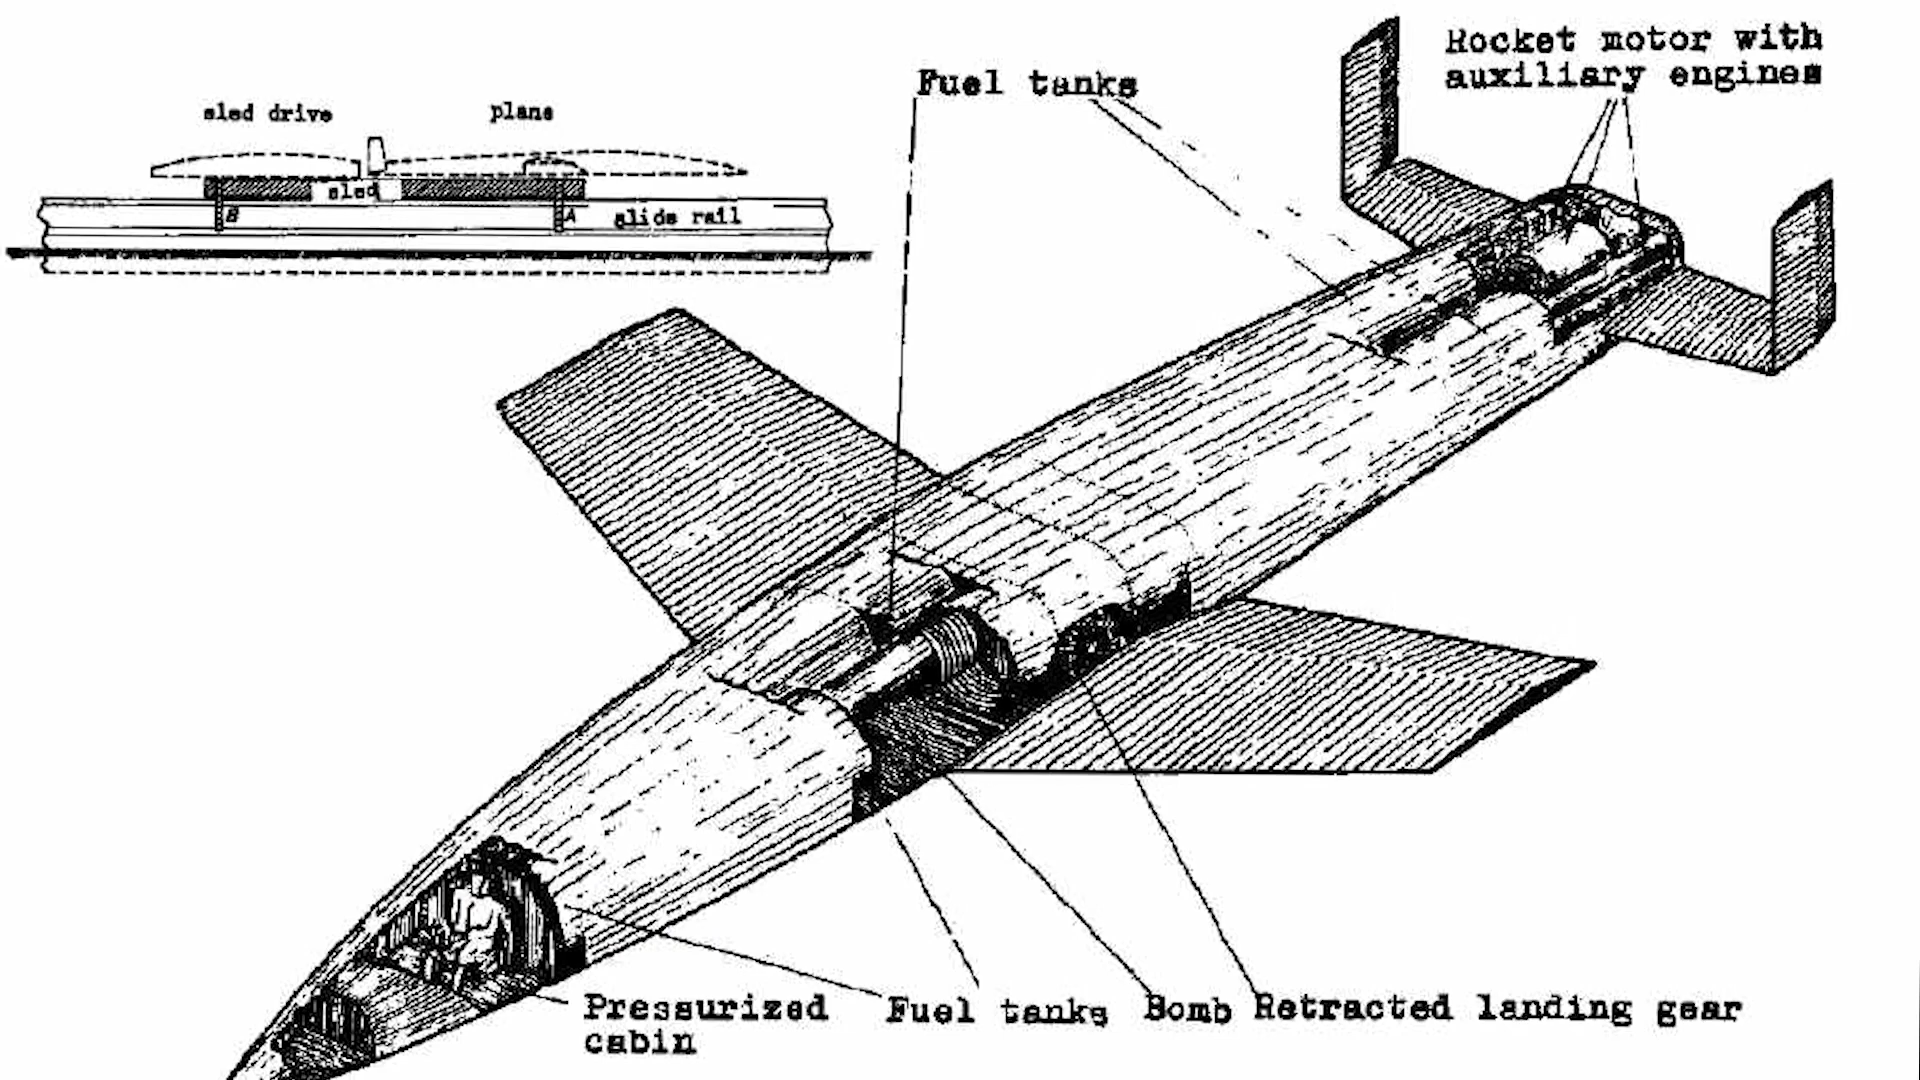 Rocket motor with
auxiliary engines
Fuel tanks
sled drive
plane
sled
B
A
glide rail
Pressurized
cabin
Fuel tanks
Bomb
Retracted landing gear